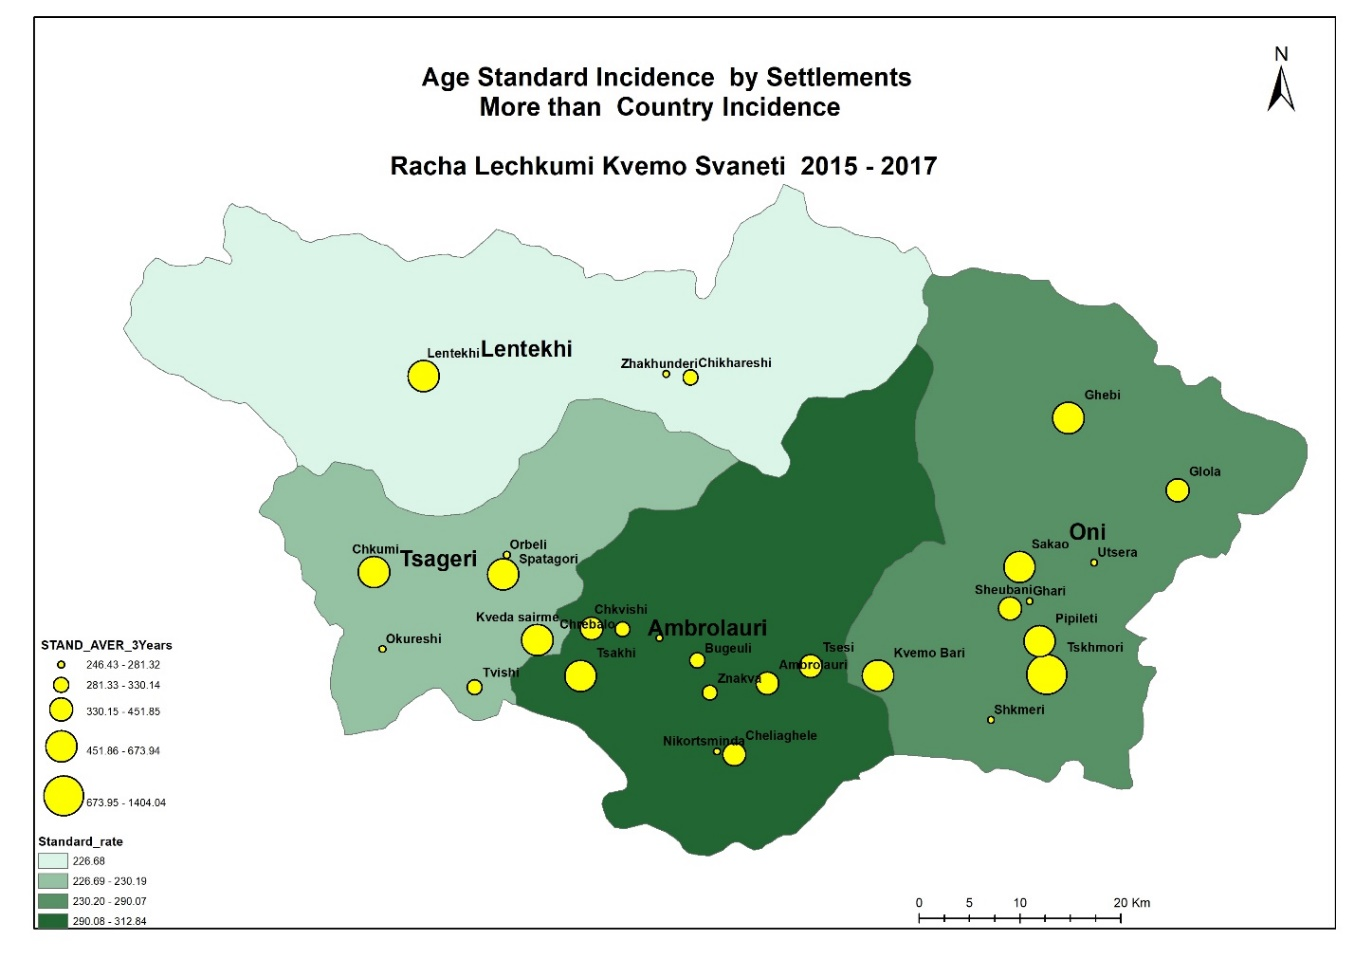 N
Age Standard Incidence by Settlements
More than Country Incidence
Racha Lechkumi Kvemo Svaneti 2015 - 2017
Lentekhi
Lentekhi
Zhakhunderi
Chikhareshi
Ghebi
Glola
Oni
Sakao
Utsera
Sheubani
Ghari
Pipileti
Tskhmori
Shkmeri
Kvemo Bari
Chkumi
Tsageri
Orbeli
Spatagori
Kveda sairme
Okureshi
Tvishi
Chrebalo
Chkvishi
Ambrolauri
Tsakhi
Bugeuli
Tsesi
Ambrolauri
Znakva
Nikortsminda
Cheliaghele
STAND_AVER_3Years
246.43 - 281.32
281.33 - 330.14
330.15 - 451.85
451.86 - 673.94
673.95 - 1404.04
Standard_rate
226.68
226.69 - 230.19
230.20 - 290.07
290.08 - 312.84
0 5 10 20 Km